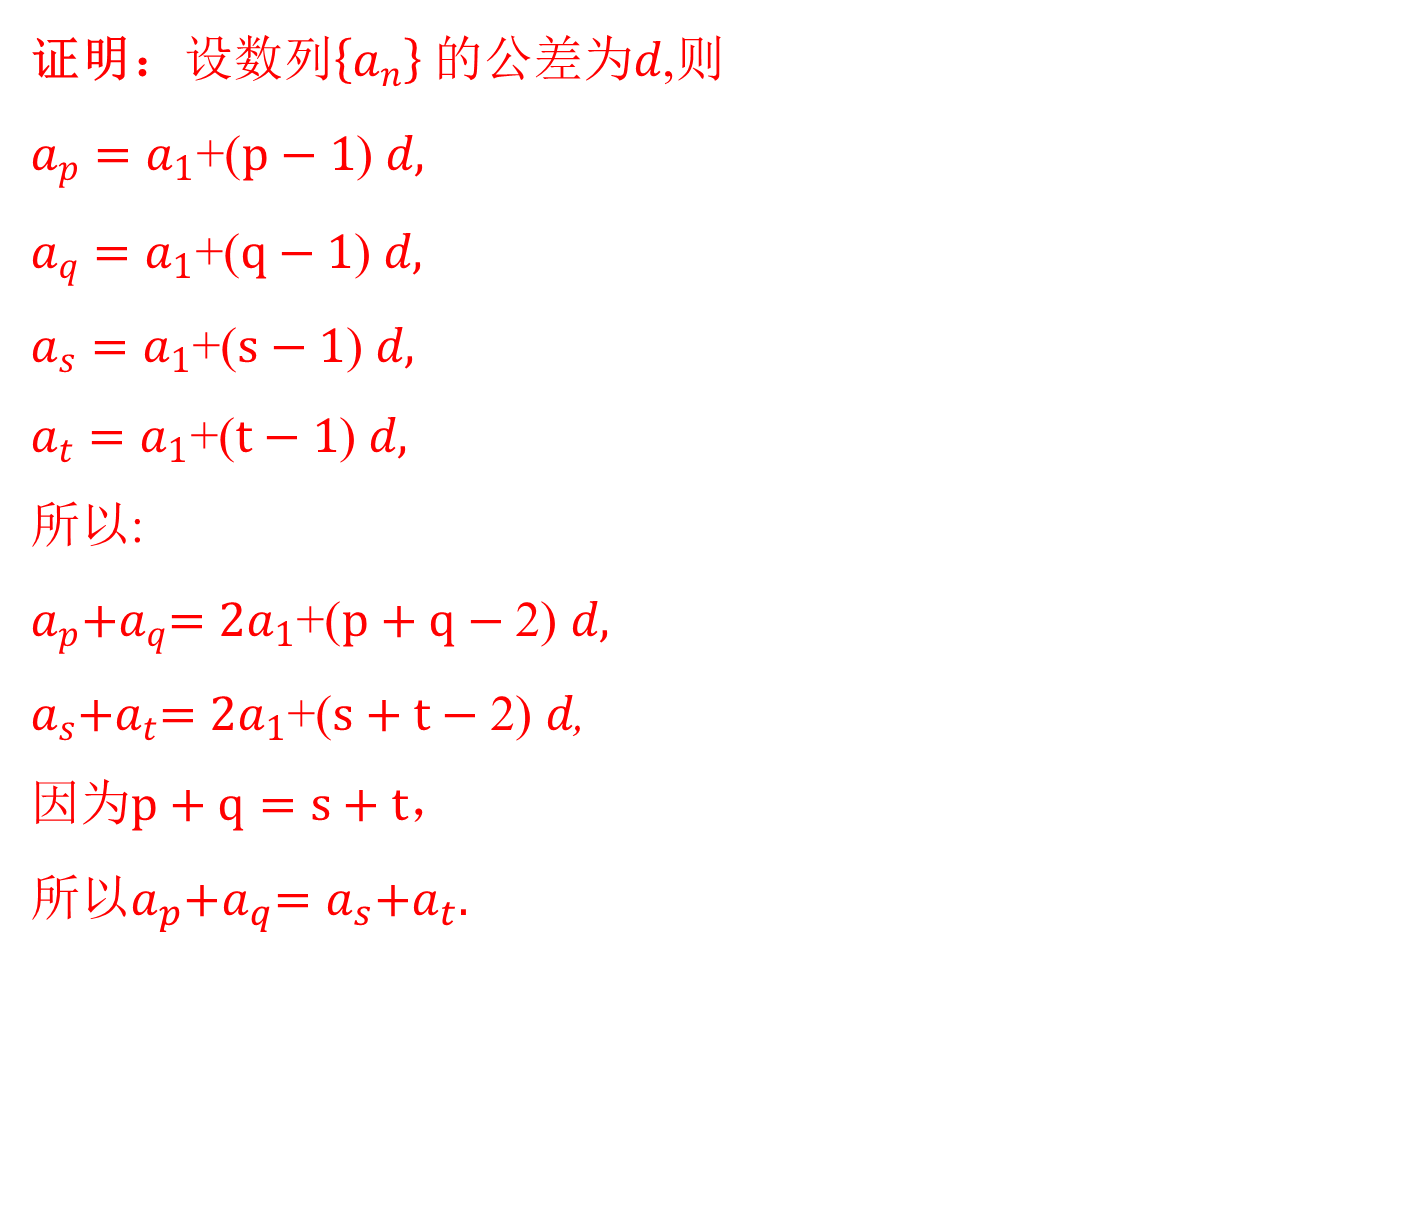 证明：设数列{aₙ} 的公差为d,则
aₚ = a₁+(p − 1) d,
a_q = a₁+(q − 1) d,
aₛ = a₁+(s − 1) d,
aₜ = a₁+(t − 1) d,
所以:
aₚ+a_q= 2a₁+(p + q − 2) d,
aₛ+aₜ= 2a₁+(s + t − 2) d,
因为p + q = s + t，
所以aₚ+a_q= aₛ+aₜ.